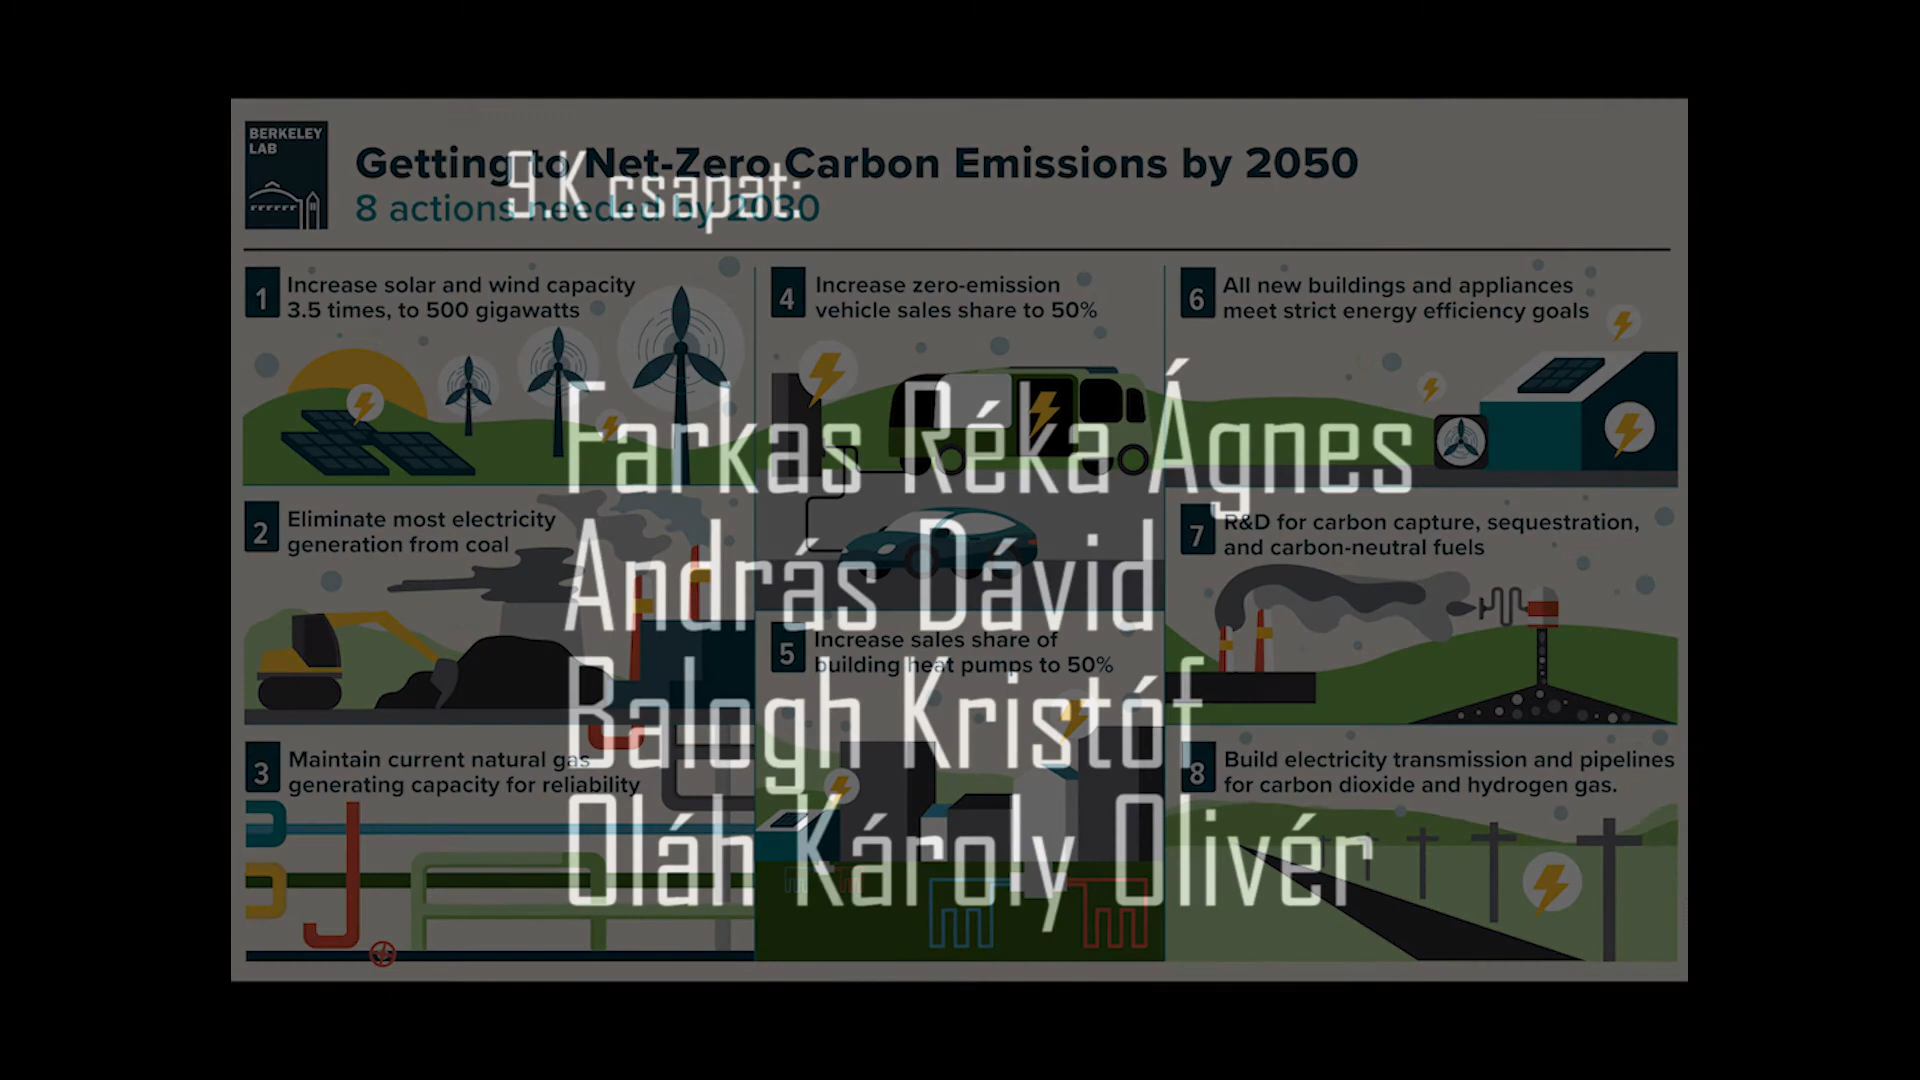 BERKELEY
LAB
Getting to Net-Zero Carbon Emissions by 2050
8 actions needed by 2030
9.K csapat:
1 Increase solar and wind capacity
3.5 times, to 500 gigawatts
2 Eliminate most electricity
generation from coal
3 Maintain current natural gas
generating capacity for reliability
4 Increase zero-emission
vehicle sales share to 50%
5 Increase sales share of
building heat pumps to 50%
6 All new buildings and appliances
meet strict energy efficiency goals
7 R&D for carbon capture, sequestration,
and carbon-neutral fuels
8 Build electricity transmission and pipelines
for carbon dioxide and hydrogen gas.
Farkas Réka Ágnes
András Dávid
Balogh Kristóf
Oláh Károly Olivér